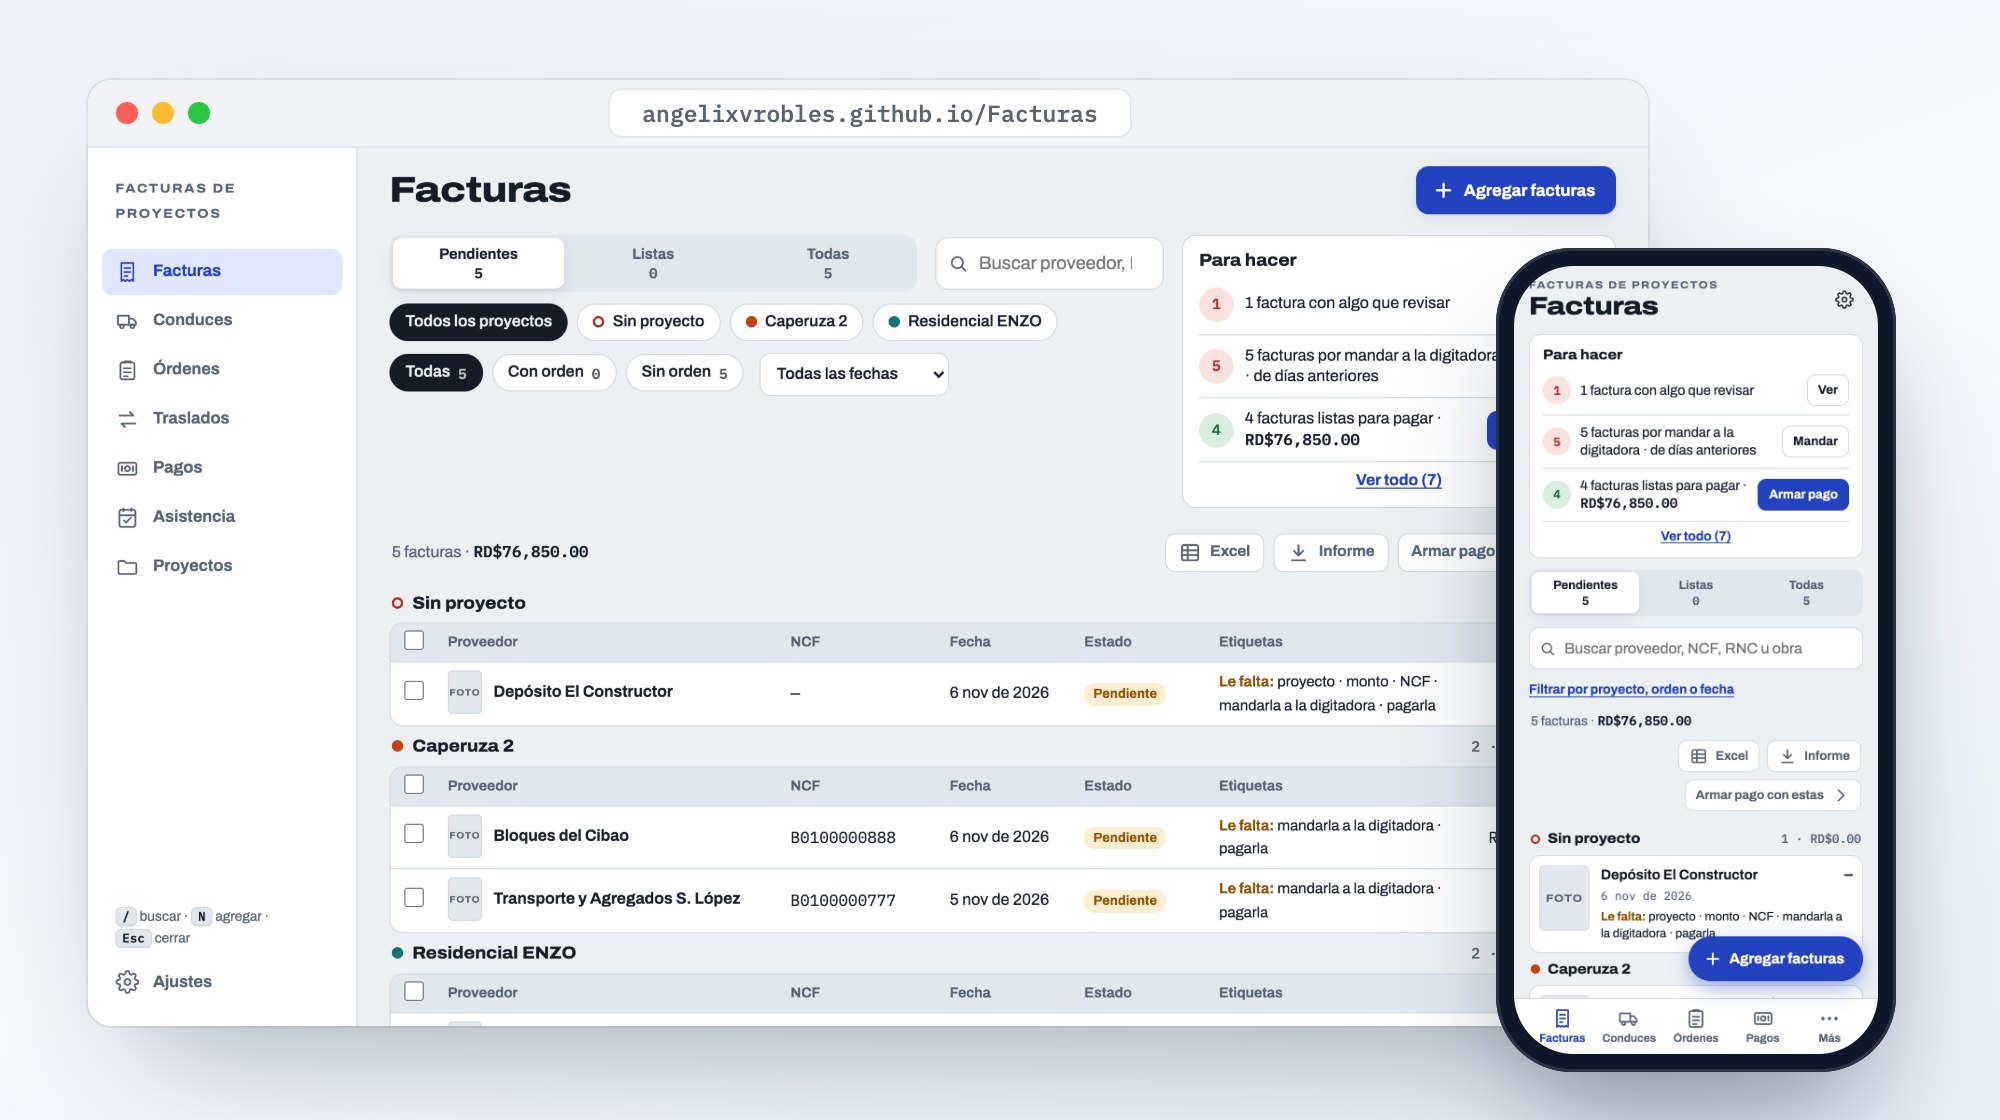 angelixvrobles.github.io/Facturas
FACTURAS DE
PROYECTOS
Facturas
Conduces
Órdenes
Traslados
Pagos
Asistencia
Proyectos
/ buscar · N agregar ·
Esc cerrar
Ajustes
Facturas
+ Agregar facturas
Pendientes
5
Listas
0
Todas
5
Buscar proveedor,
Todos los proyectos
Sin proyecto
Caperuza 2
Residencial ENZO
Todas 5
Con orden 0
Sin orden 5
Todas las fechas
Para hacer
1
1 factura con algo que revisar
5
5 facturas por mandar a la digitadora
· de días anteriores
4
4 facturas listas para pagar ·
RD$76,850.00
Ver todo (7)
5 facturas · RD$76,850.00
Excel
Informe
Armar pago
Sin proyecto
Proveedor NCF Fecha Estado Etiquetas
FOTO Depósito El Constructor – 6 nov de 2026 Pendiente Le falta: proyecto · monto · NCF ·
mandarla a la digitadora · pagarla
Caperuza 2 2 ·
Proveedor NCF Fecha Estado Etiquetas
FOTO Bloques del Cibao B0100000888 6 nov de 2026 Pendiente Le falta: mandarla a la digitadora ·
pagarla
FOTO Transporte y Agregados S. López B0100000777 5 nov de 2026 Pendiente Le falta: mandarla a la digitadora ·
pagarla
Residencial ENZO 2 ·
Proveedor NCF Fecha Estado Etiquetas
FACTURAS DE PROYECTOS
Facturas
Para hacer
1
1 factura con algo que revisar
Ver
5
5 facturas por mandar a la
digitadora · de días anteriores
Mandar
4
4 facturas listas para pagar ·
RD$76,850.00
Armar pago
Ver todo (7)
Pendientes
5
Listas
0
Todas
5
Buscar proveedor, NCF, RNC u obra
Filtrar por proyecto, orden o fecha
5 facturas · RD$76,850.00
Excel
Informe
Armar pago con estas
Sin proyecto 1 · RD$0.00
FOTO
Depósito El Constructor –
6 nov de 2026
Le falta: proyecto · monto · NCF · mandarla a
la digitadora · pagarla
Caperuza 2
+ Agregar facturas
Facturas
Conduces
Órdenes
Pagos
Más